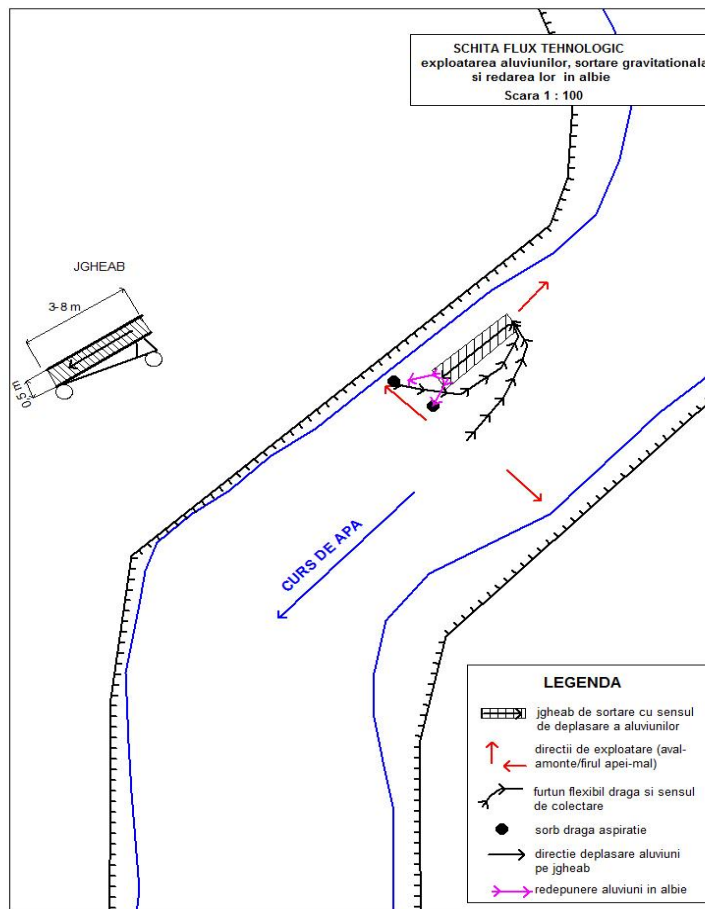 SCHITA FLUX TEHNOLOGIC
exploatarea aluviunilor, sortare gravitationala
si redarea lor in albie
Scara 1 : 100
JGHEAB
3-8 m
0,5 m
CURS DE APA
LEGENDA
jgheab de sortare cu sensul
de deplasare a aluviunilor
directii de exploatare (aval-
amonte/firul apei-mal)
furtun flexibil draga si sensul
de colectare
sorb draga aspiratie
directie deplasare aluviuni
pe jgheab
redepunere aluviuni in albie